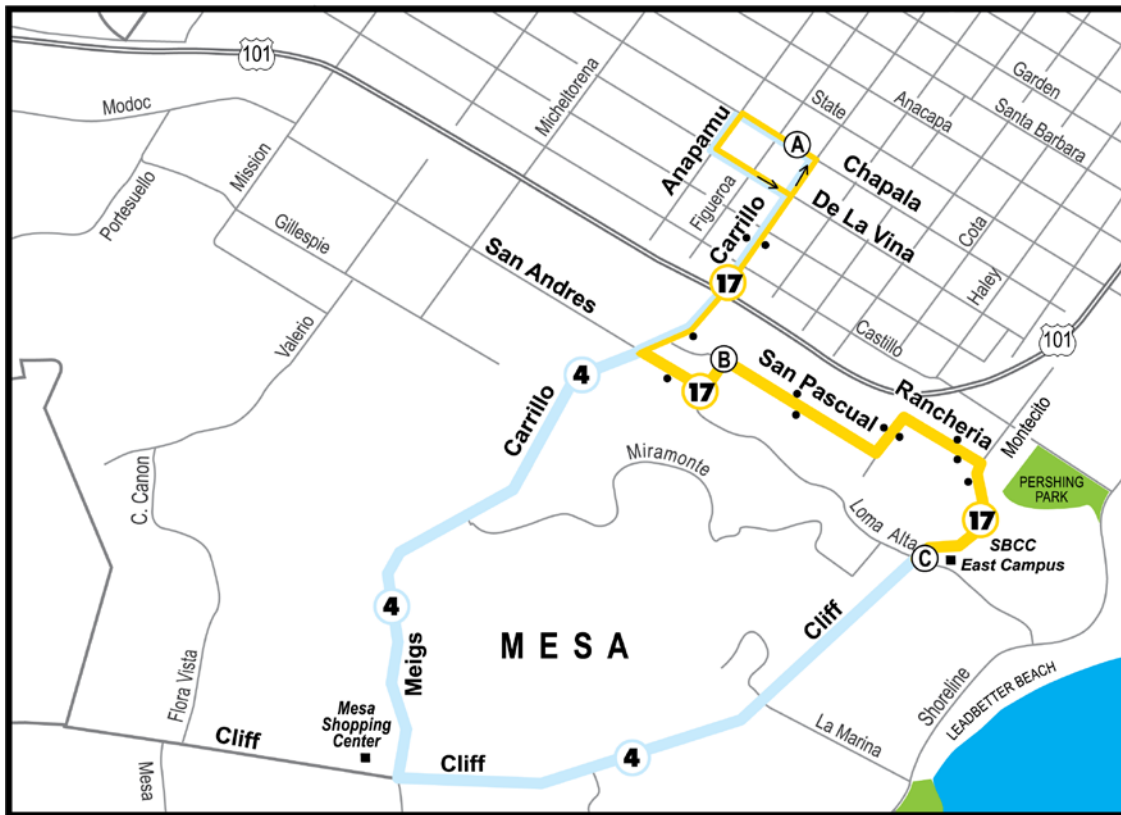 101
Modoc
Micheltorena
Garden
State
Anacapa
Santa Barbara
Anapamu
A
Mission
Portesuello
Figueroa
Chapala
De La Vina
Gillespie
Carrillo
Cota
San Andres
Haley
17
Castillo
101
Valerio
B
4
17
San Pascual
Rancheria
Carrillo
Montecito
Miramonte
PERSHING
PARK
C. Canon
Loma Alta
17
SBCC
East Campus
C
4
MESA
Cliff
Meigs
Flora Vista
Shoreline
LEADBETTER BEACH
Mesa
Shopping
Center
La Marina
Cliff
Cliff
4
Mesa